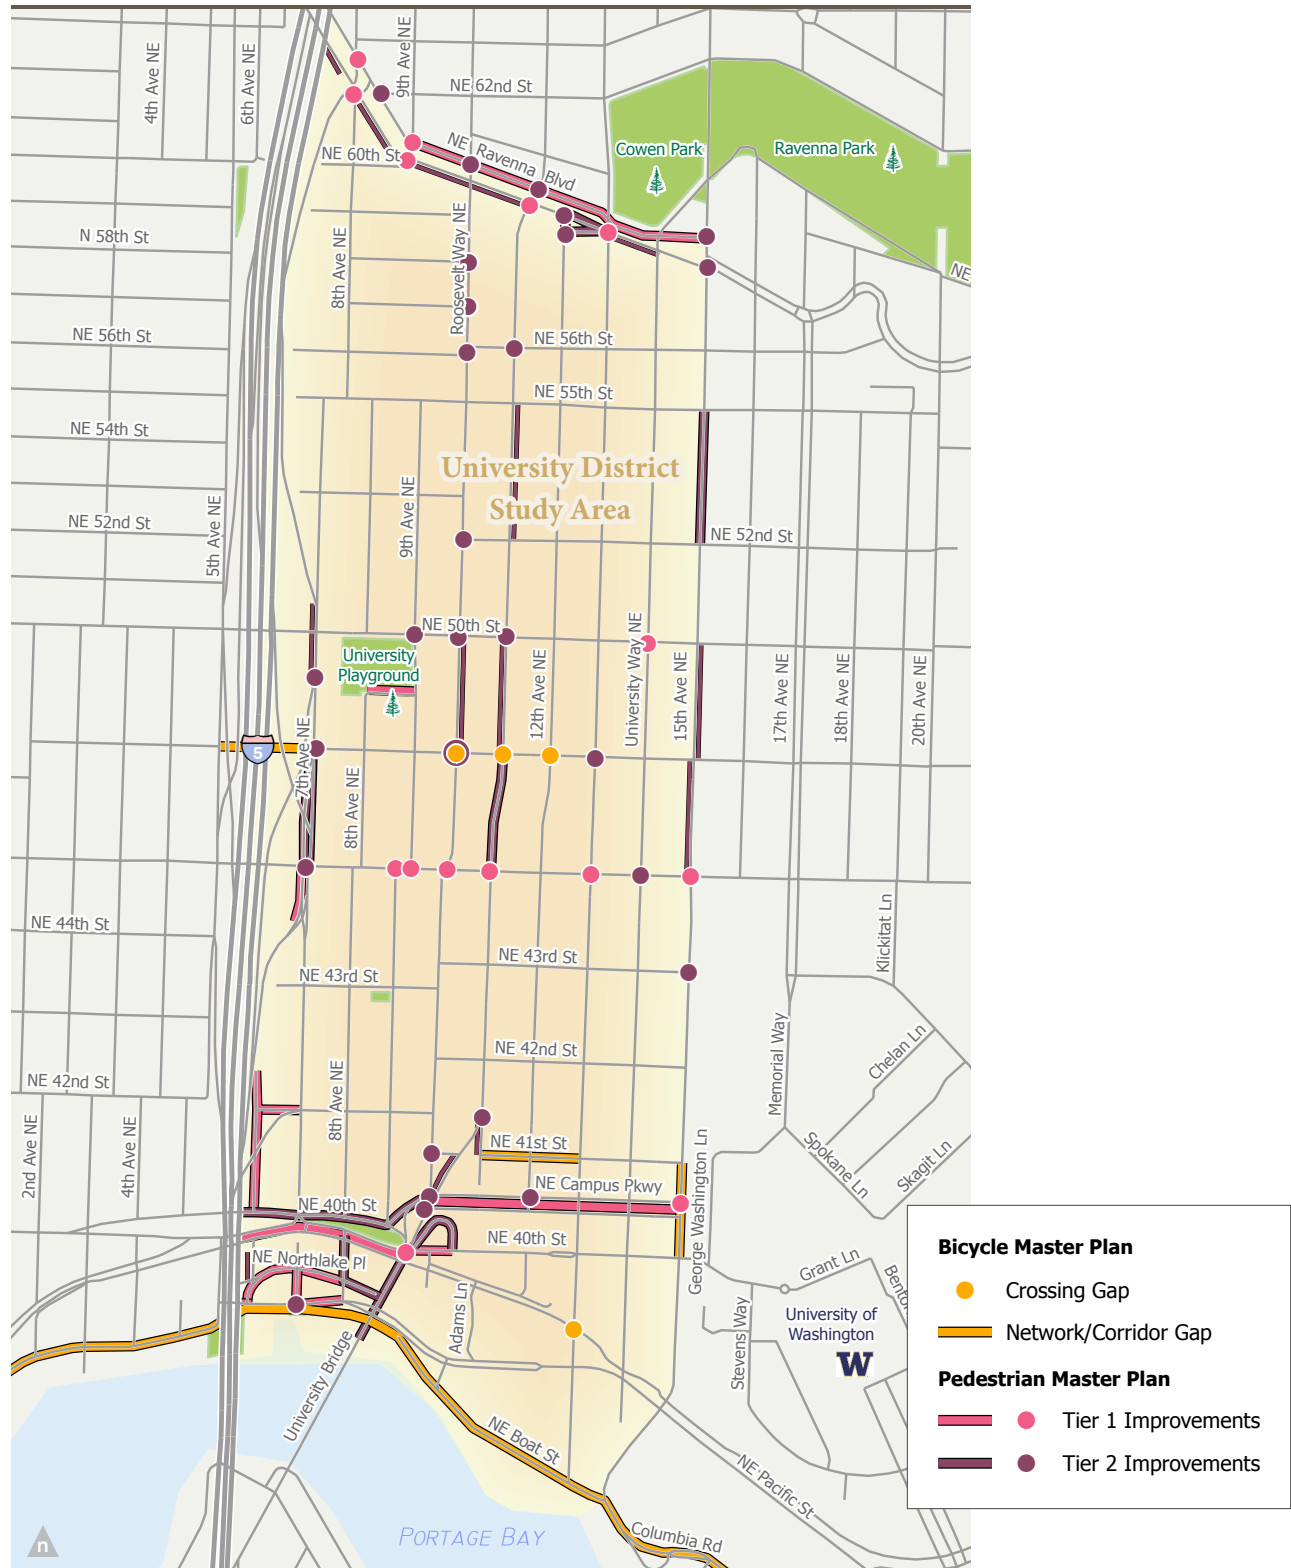 4th Ave NE
6th Ave NE
9th Ave NE
NE 62nd St
NE Ravenna Blvd
Cowen Park
Ravenna Park
NE 60th St
N 58th St
8th Ave NE
Roosevelt Way NE
NE
NE 56th St
NE 56th St
NE 55th St
NE 54th St
University District
Study Area
5th Ave NE
9th Ave NE
NE 52nd St
NE 52nd St
NE 50th St
University
Playground
12th Ave NE
University Way NE
15th Ave NE
17th Ave NE
18th Ave NE
20th Ave NE
5
7th Ave NE
8th Ave NE
NE 44th St
NE 43rd St
NE 43rd St
Klickitat Ln
Memorial Way
Chelan Ln
NE 42nd St
NE 42nd St
8th Ave NE
2nd Ave NE
4th Ave NE
NE 41st St
George Washington Ln
Spokane Ln
Skagit Ln
NE Campus Pkwy
NE 40th St
NE 40th St
NE Northlake Pl
Adams Ln
Grant Ln
Stevens Way
University of
Washington
W
University Bridge
NE Boat St
NE Pacific St
Columbia Rd
PORTAGE BAY
n
Bicycle Master Plan
Crossing Gap
Network/Corridor Gap
Pedestrian Master Plan
Tier 1 Improvements
Tier 2 Improvements